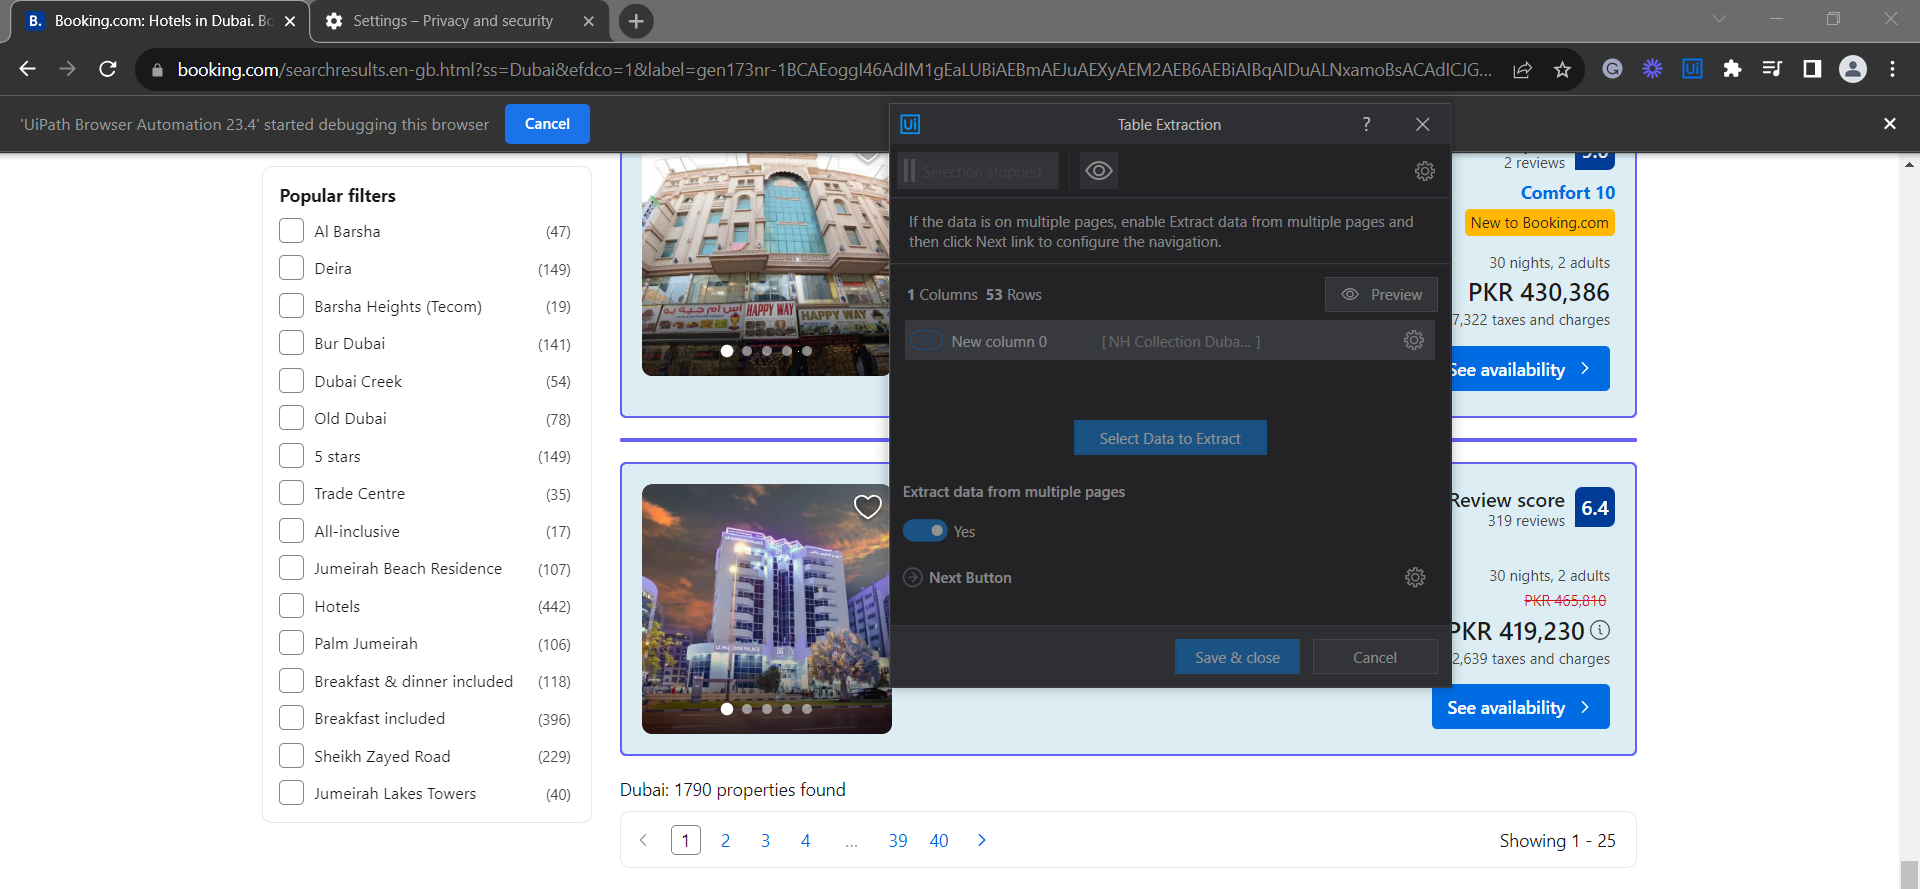 B. Booking.com: Hotels in Dubai. Bo
Settings – Privacy and security
booking.com/searchresults.en-gb.html?ss=Dubai&efdco=1&label=gen173nr-1BCAEoggI46AdIM1gEaLUBiAEBmAEJuAEXyAEM2AEB6AEBiAIBqAIDuALNxamoBsACAdICJG...
'UiPath Browser Automation 23.4' started debugging this browser
Cancel
Popular filters
Al Barsha (47)
Deira (149)
Barsha Heights (Tecom) (19)
Bur Dubai (141)
Dubai Creek (54)
Old Dubai (78)
5 stars (149)
Trade Centre (35)
All-inclusive (17)
Jumeirah Beach Residence (107)
Hotels (442)
Palm Jumeirah (106)
Breakfast & dinner included (118)
Breakfast included (396)
Sheikh Zayed Road (229)
Jumeirah Lakes Towers (40)
HAPPY WAY
HAPPY WAY
Ui Table Extraction ?
Selection stopped
If the data is on multiple pages, enable Extract data from multiple pages and
then click Next link to configure the navigation.
1 Columns 53 Rows
Preview
New column 0 [ NH Collection Duba... ]
Select Data to Extract
Extract data from multiple pages
Yes
Next Button
Save & close
Cancel
2 reviews
Comfort 10
New to Booking.com
30 nights, 2 adults
PKR 430,386
7,322 taxes and charges
See availability
Review score 6.4
319 reviews
30 nights, 2 adults
PKR 465,810
PKR 419,230
2,639 taxes and charges
See availability
Dubai: 1790 properties found
1 2 3 4 ... 39 40
Showing 1 - 25